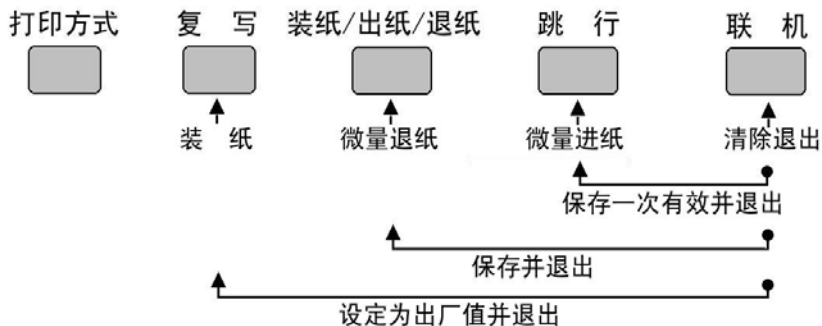 打印方式 复 写 装纸/出纸/退纸 跳 行 联 机
装 纸 微量退纸 微量进纸 清除退出
保存一次有效并退出
保存并退出
设定为出厂值并退出